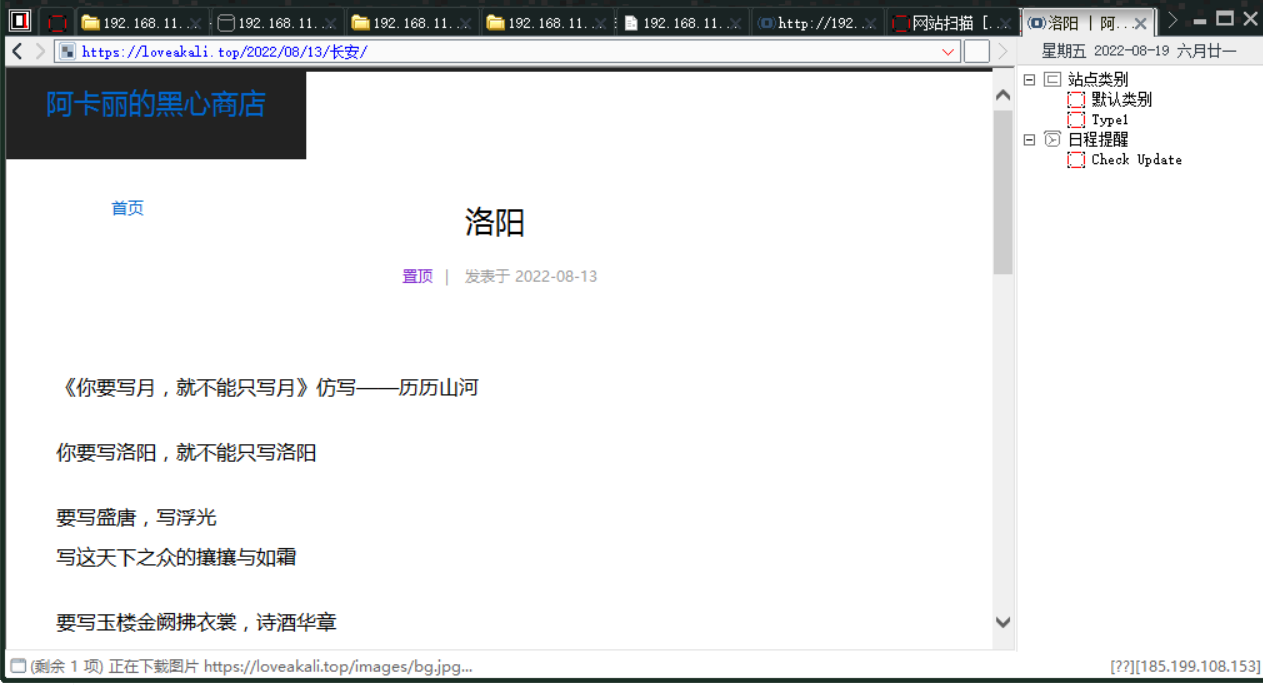 192.168.11...
192.168.11...
192.168.11...
192.168.11...
192.168.11...
http://192...
网站扫描 [...
洛阳 | 阿...
https://loveakali.top/2022/08/13/长安/
星期五 2022-08-19 六月廿一
站点类别
默认类别
Type1
日程提醒
Check Update
阿卡丽的黑心商店
首页
洛阳
置顶 | 发表于 2022-08-13
《你要写月，就不能只写月》仿写——历历山河
你要写洛阳，就不能只写洛阳
要写盛唐，写浮光
写这天下之众的攘攘与如霜
要写玉楼金阙拂衣裳，诗酒华章
(剩余 1 项) 正在下载图片 https://loveakali.top/images/bg.jpg...
[??][185.199.108.153]